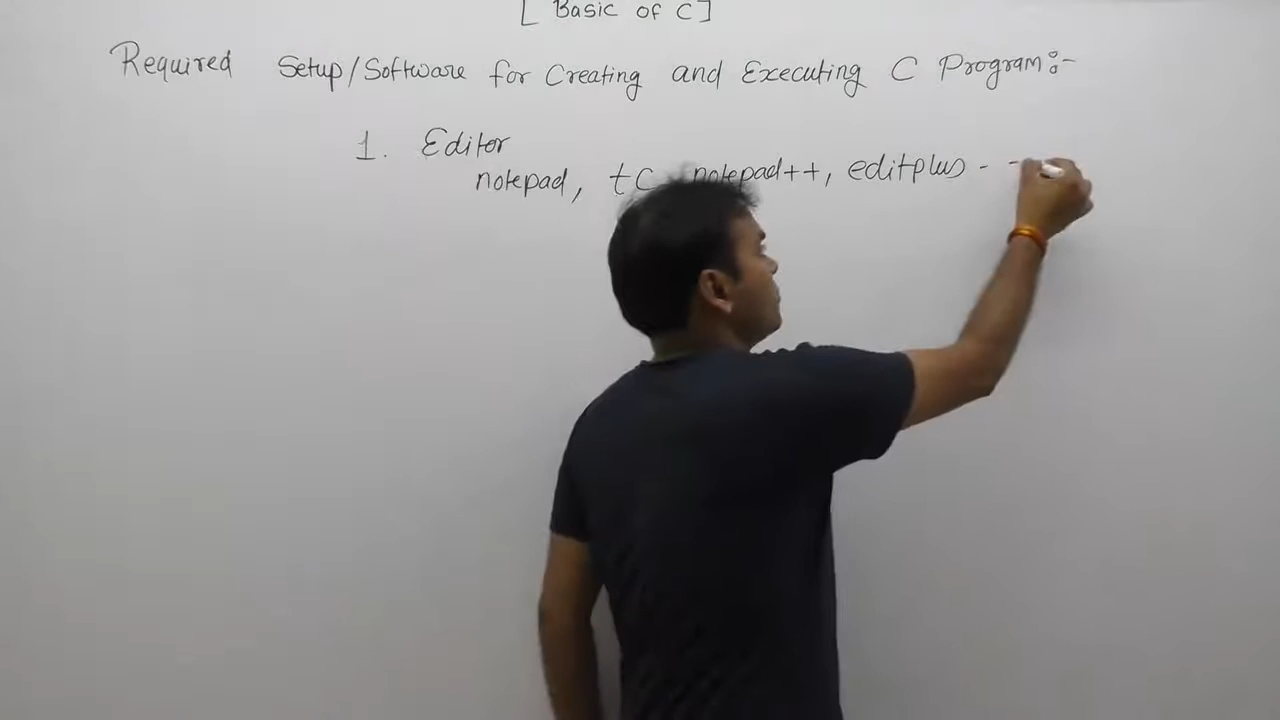 [ Basic of C ]
Required Setup/Software for Creating and Executing C Program:-
1. Editor
notepad, tc notepad++, editplus - -